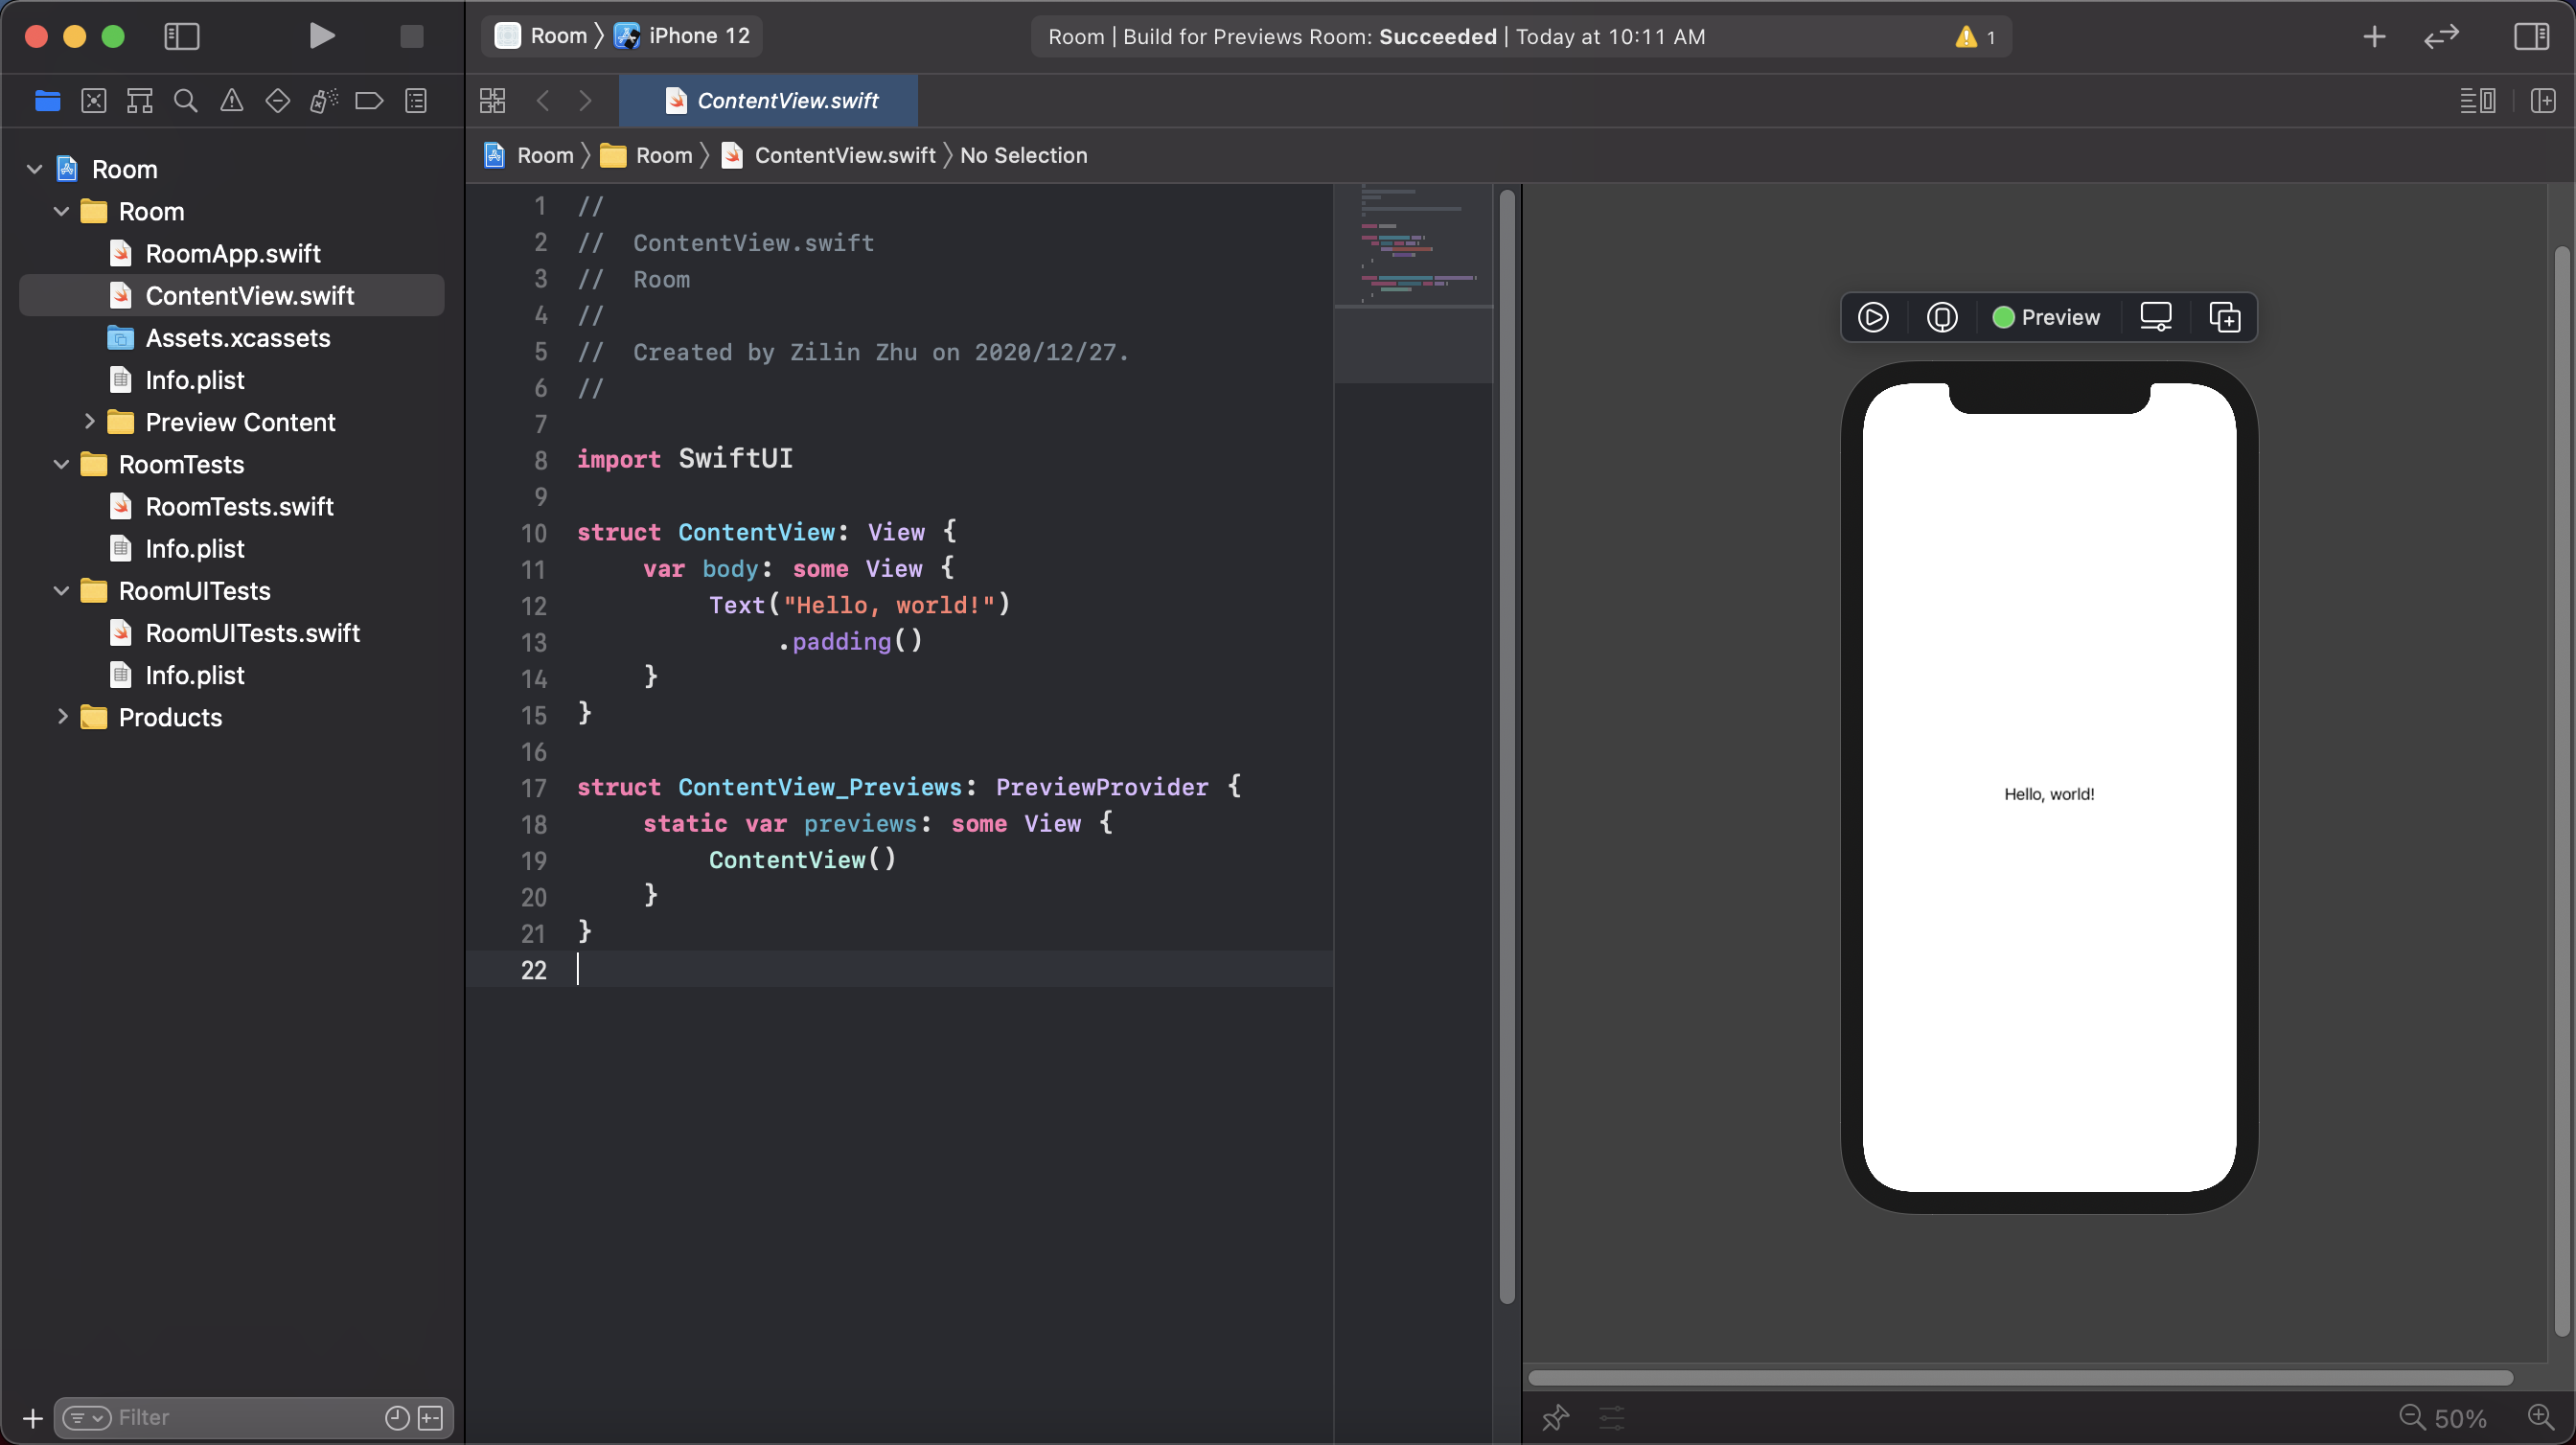 Room 〉 iPhone 12
Room | Build for Previews Room: Succeeded | Today at 10:11 AM
1
ContentView.swift
Room 〉 Room 〉 ContentView.swift 〉 No Selection
Room
Room
RoomApp.swift
ContentView.swift
Assets.xcassets
Info.plist
Preview Content
RoomTests
RoomTests.swift
Info.plist
RoomUITests
RoomUITests.swift
Info.plist
Products
Filter
1 //
2 //  ContentView.swift
3 //  Room
4 //
5 //  Created by Zilin Zhu on 2020/12/27.
6 //
7
8 import SwiftUI
9
10 struct ContentView: View {
11     var body: some View {
12         Text("Hello, world!")
13             .padding()
14     }
15 }
16
17 struct ContentView_Previews: PreviewProvider {
18     static var previews: some View {
19         ContentView()
20     }
21 }
22
Preview
Hello, world!
50%